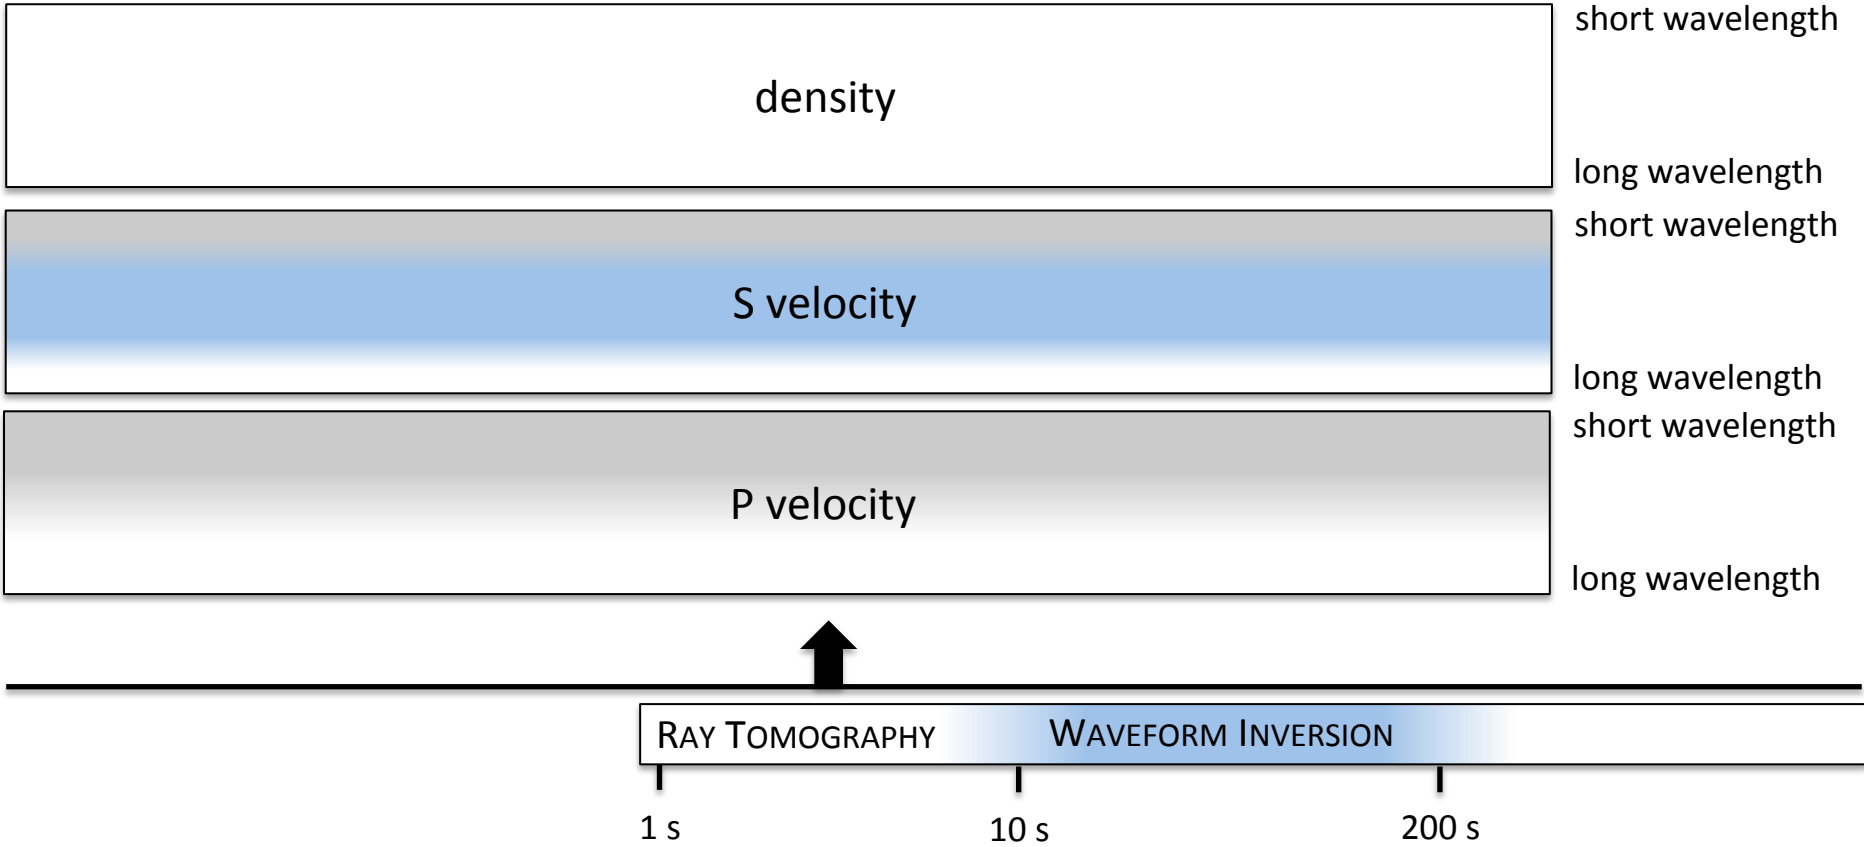 short wavelength
density
long wavelength
short wavelength
S velocity
long wavelength
short wavelength
P velocity
long wavelength
RAY TOMOGRAPHY WAVEFORM INVERSION
1 s 10 s 200 s